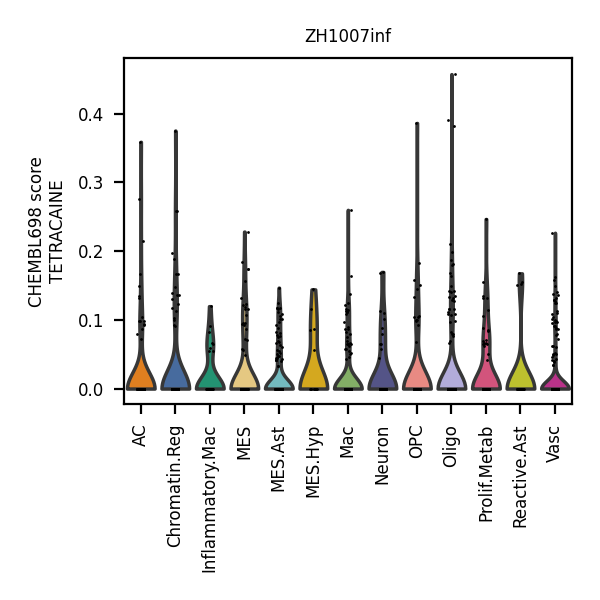 ZH1007inf
CHEMBL698 score
TETRACAINE
0.4
0.3
0.2
0.1
0.0
AC
Chromatin.Reg
Inflammatory.Mac
MES
MES.Ast
MES.Hyp
Mac
Neuron
OPC
Oligo
Prolif.Metab
Reactive.Ast
Vasc